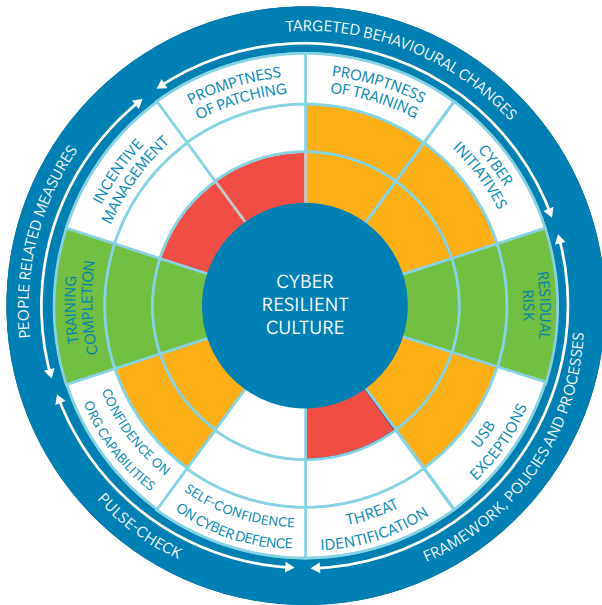 TARGETED BEHAVIOURAL CHANGES
PROMPTNESS
OF PATCHING
PROMPTNESS
OF TRAINING
CYBER
INITIATIVES
INCENTIVE
MANAGEMENT
PEOPLE RELATED MEASURES
TRAINING
COMPLETION
CYBER
RESILIENT
CULTURE
RESIDUAL
RISK
CONFIDENCE ON
ORG CAPABILITIES
SELF-CONFIDENCE
ON CYBER DEFENCE
THREAT
IDENTIFICATION
USB
EXCEPTIONS
PULSE-CHECK
FRAMEWORK, POLICIES AND PROCESSES